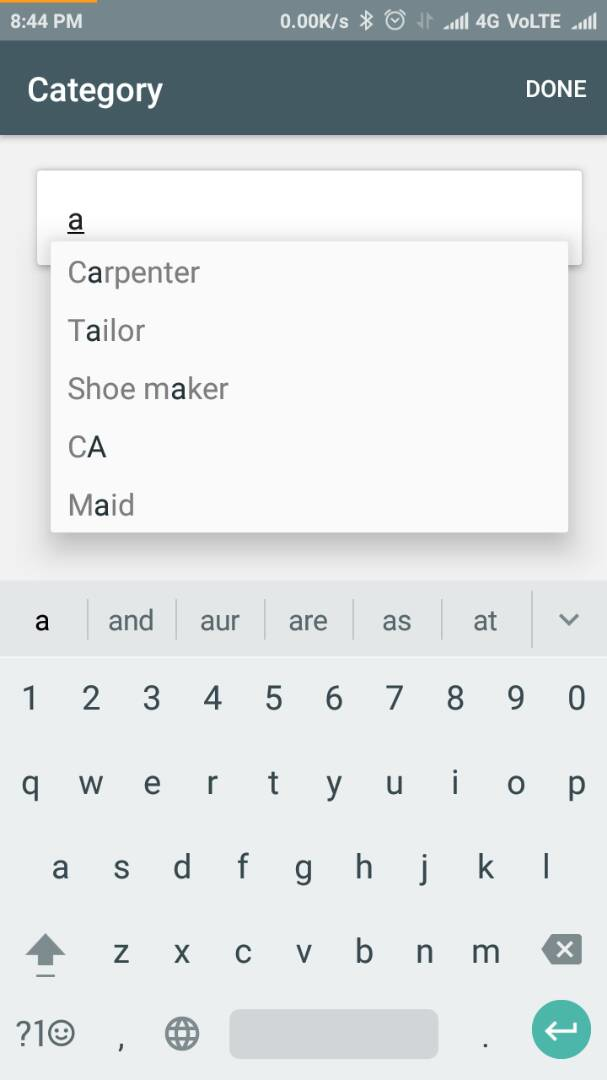 8:44 PM 0.00K/s 4G VoLTE
Category DONE
a
Carpenter
Tailor
Shoe maker
CA
Maid
a and aur are as at
1 2 3 4 5 6 7 8 9 0
q w e r t y u i o p
a s d f g h j k l
z x c v b n m
?1☺ , .